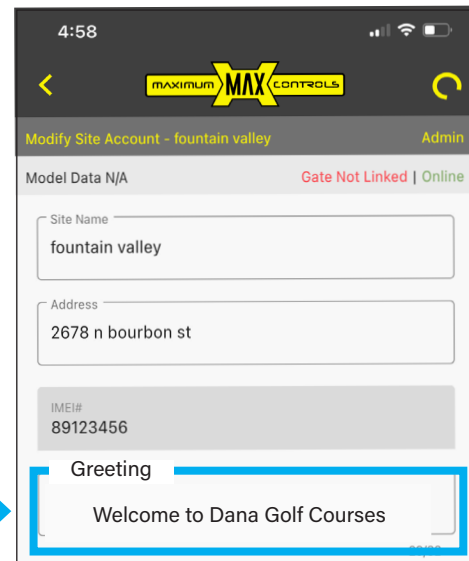 4:58
MAXIMUM MAX CONTROLS
Modify Site Account - fountain valley Admin
Model Data N/A Gate Not Linked | Online
Site Name
fountain valley
Address
2678 n bourbon st
IMEI#
89123456
Greeting
Welcome to Dana Golf Courses